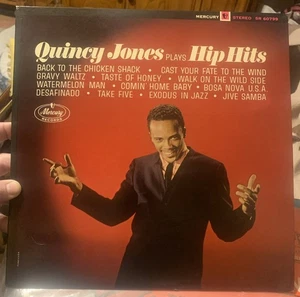 MERCURY STEREO SR 60799
Quincy Jones PLAYS Hip Hits
BACK TO THE CHICKEN SHACK • CAST YOUR FATE TO THE WIND
GRAVY WALTZ • TASTE OF HONEY • WALK ON THE WILD SIDE
WATERMELON MAN • COMIN' HOME BABY • BOSA NOVA U.S.A.
DESAFINADO • TAKE FIVE • EXODUS IN JAZZ • JIVE SAMBA
Mercury
RECORDS